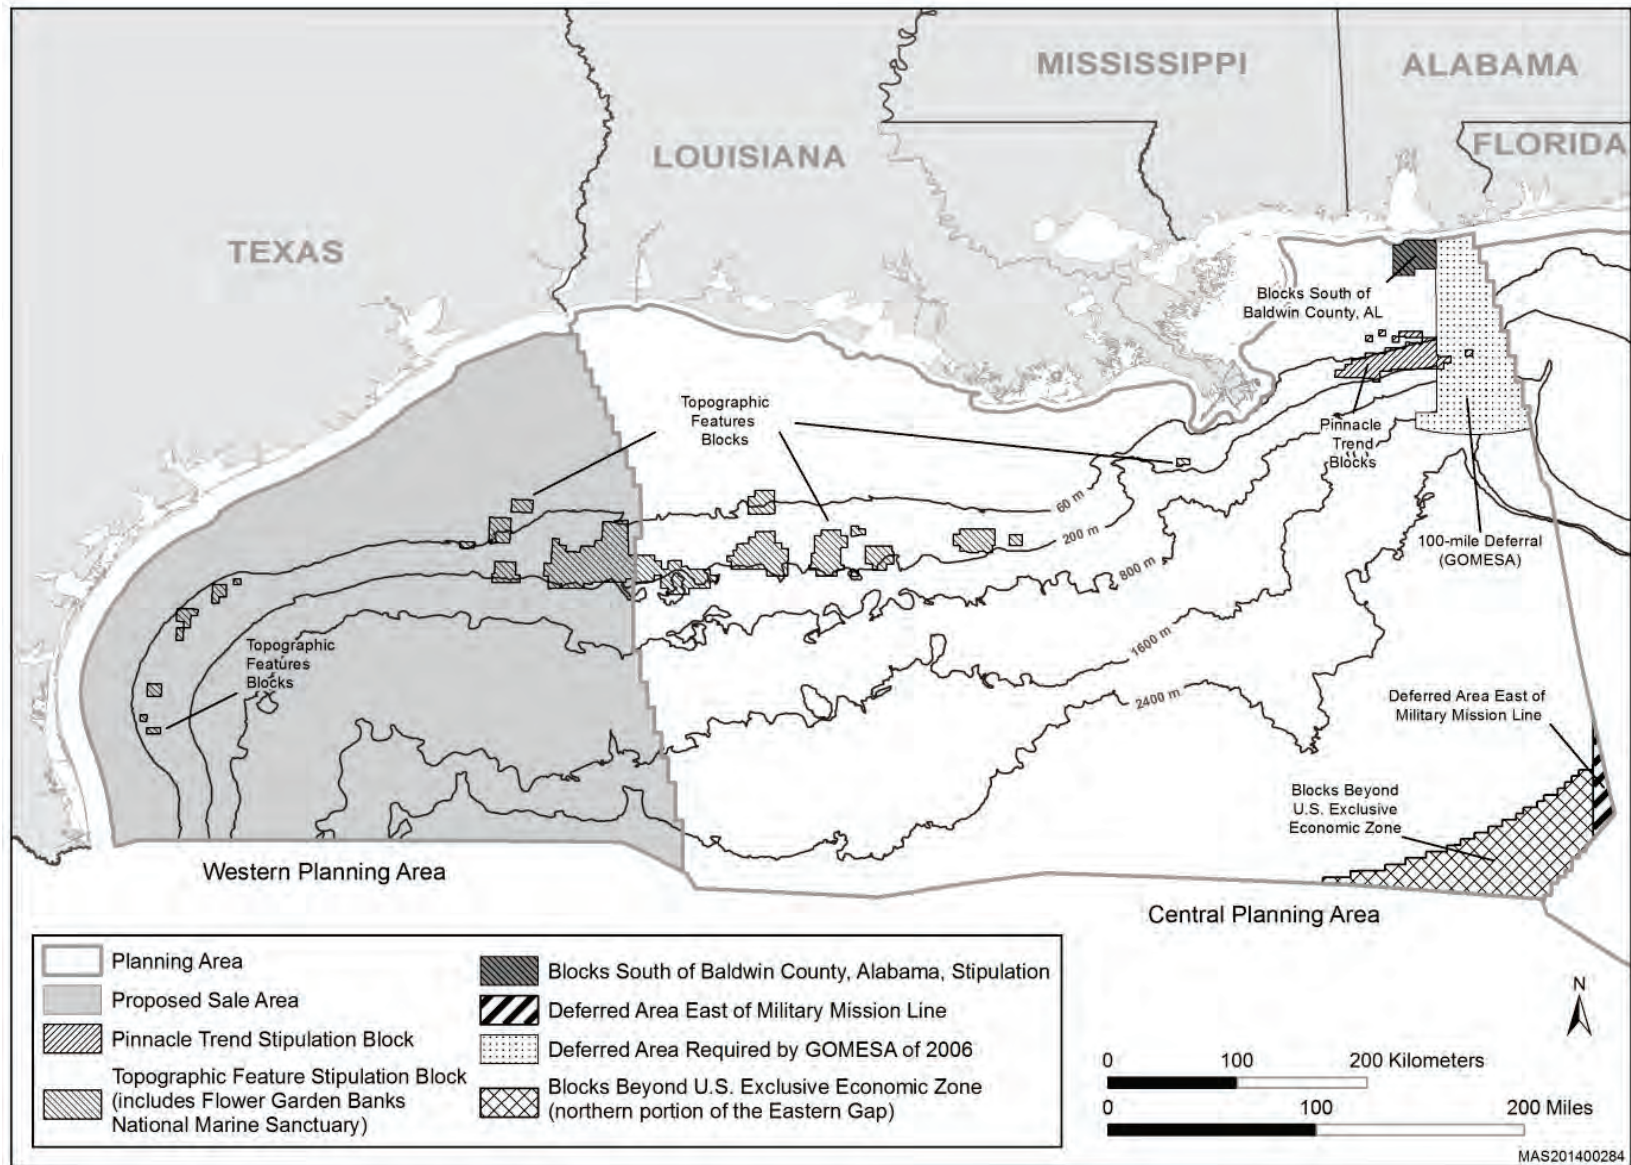 MISSISSIPPI
ALABAMA
FLORIDA
LOUISIANA
TEXAS
Blocks South of
Baldwin County, AL
Topographic
Features
Blocks
Pinnacle
Trend
Blocks
60 m
200 m
800 m
1600 m
2400 m
100-mile Deferral
(GOMESA)
Topographic
Features
Blocks
Deferred Area East of
Military Mission Line
Blocks Beyond
U.S. Exclusive
Economic Zone
Western Planning Area
Central Planning Area
Planning Area
Proposed Sale Area
Pinnacle Trend Stipulation Block
Topographic Feature Stipulation Block
(includes Flower Garden Banks
National Marine Sanctuary)
Blocks South of Baldwin County, Alabama, Stipulation
Deferred Area East of Military Mission Line
Deferred Area Required by GOMESA of 2006
Blocks Beyond U.S. Exclusive Economic Zone
(northern portion of the Eastern Gap)
N
0 100 200 Kilometers
0 100 200 Miles
MAS201400284